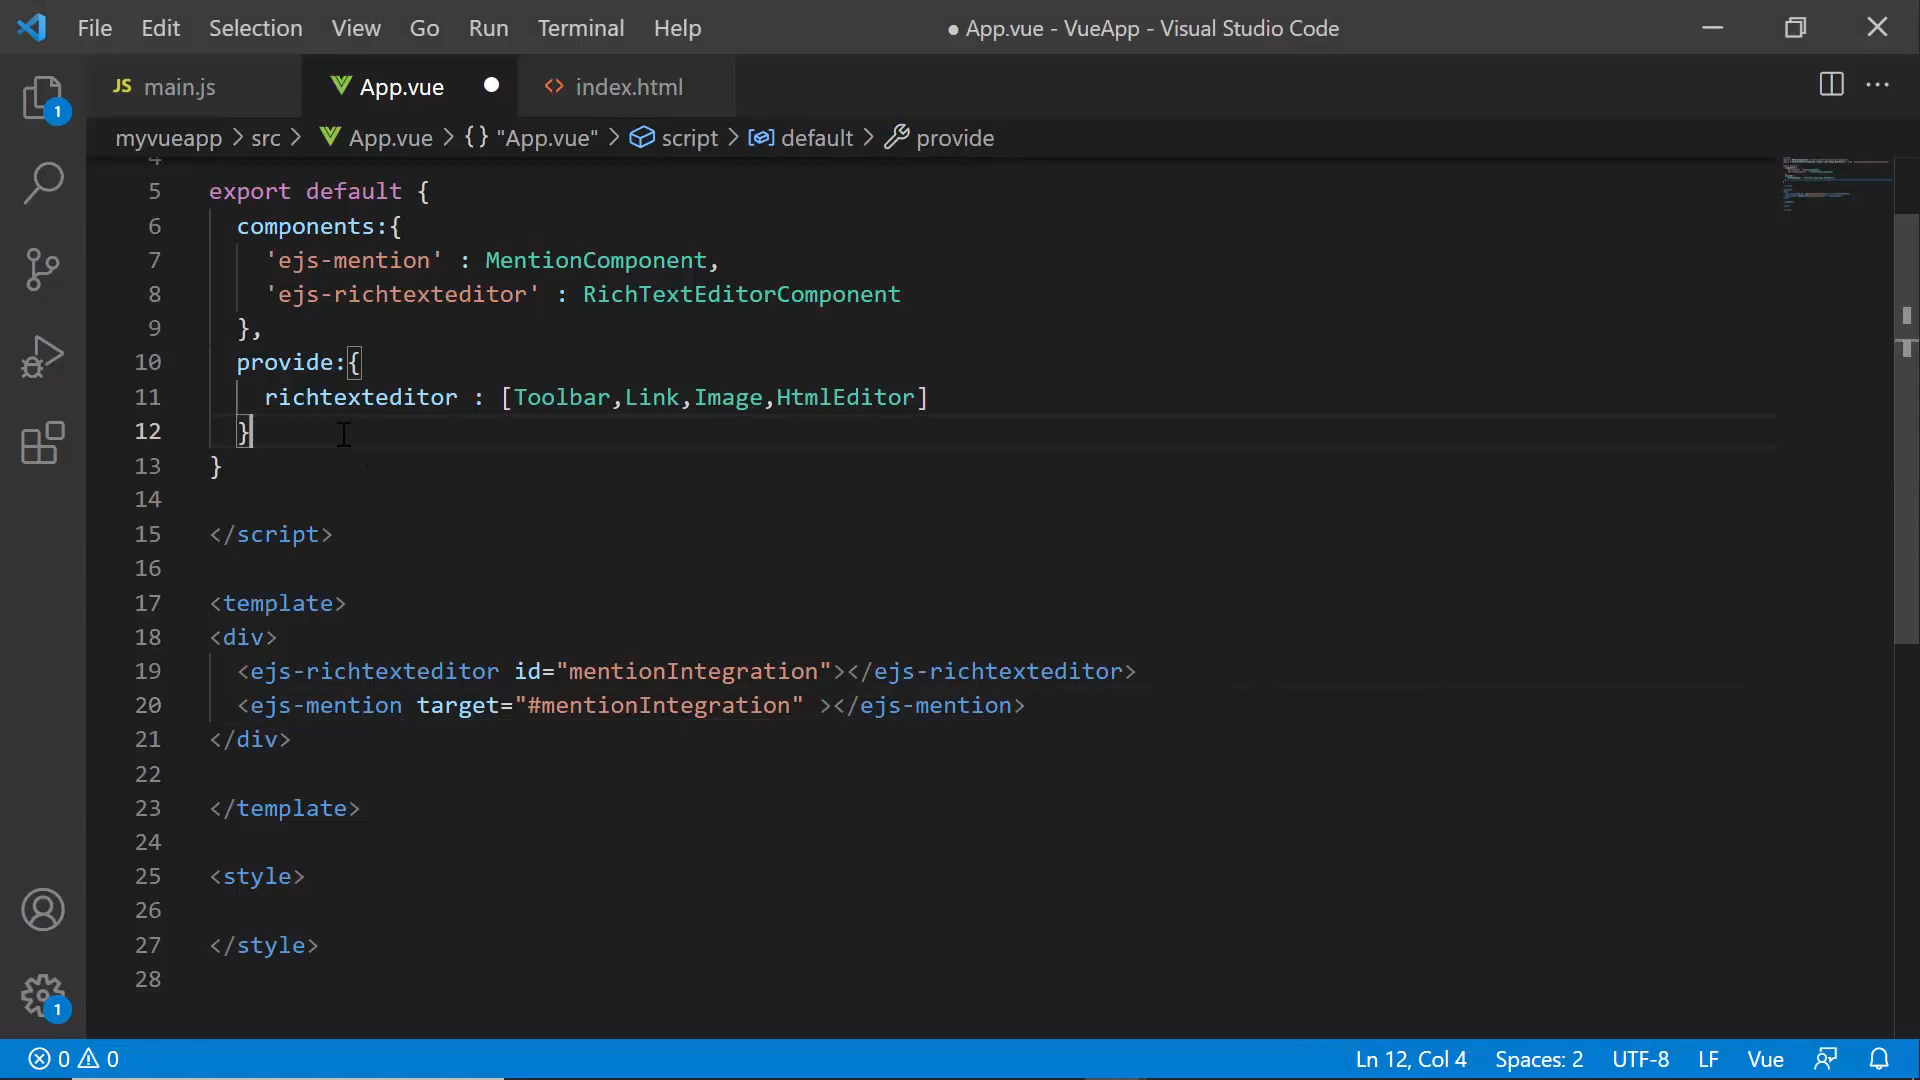 File Edit Selection View Go Run Terminal Help ● App.vue - VueApp - Visual Studio Code
JS main.js App.vue ● <> index.html ...
myvueapp > src > App.vue > {} "App.vue" > script > default > provide
4
5 export default {
6 components:{
7 'ejs-mention' : MentionComponent,
8 'ejs-richtexteditor' : RichTextEditorComponent
9 },
10 provide:{
11 richtexteditor : [Toolbar,Link,Image,HtmlEditor]
12 }
13 }
14
15 </script>
16
17 <template>
18 <div>
19 <ejs-richtexteditor id="mentionIntegration"></ejs-richtexteditor>
20 <ejs-mention target="#mentionIntegration" ></ejs-mention>
21 </div>
22
23 </template>
24
25 <style>
26
27 </style>
28
1
1
0 0 Ln 12, Col 4 Spaces: 2 UTF-8 LF Vue